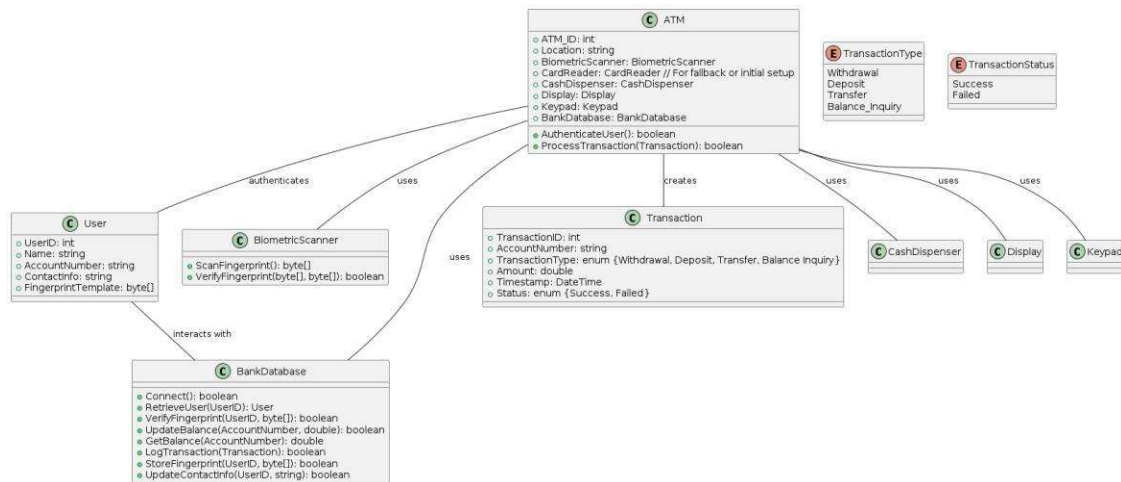 C ATM
ATM_ID: int
Location: string
BiometricScanner: BiometricScanner
CardReader: CardReader // For fallback or initial setup
CashDispenser: CashDispenser
Display: Display
Keypad: Keypad
BankDatabase: BankDatabase
AuthenticateUser(): boolean
ProcessTransaction(Transaction): boolean
E TransactionType
Withdrawal
Deposit
Transfer
Balance_Inquiry
E TransactionStatus
Success
Failed
authenticates
uses
creates
uses
uses
uses
C User
UserID: int
Name: string
AccountNumber: string
ContactInfo: string
FingerprintTemplate: byte[]
C BiometricScanner
ScanFingerprint(): byte[]
VerifyFingerprint(byte[], byte[]): boolean
uses
C Transaction
TransactionID: int
AccountNumber: string
TransactionType: enum {Withdrawal, Deposit, Transfer, Balance Inquiry}
Amount: double
Timestamp: DateTime
Status: enum {Success, Failed}
C CashDispenser
C Display
C Keypad
interacts with
C BankDatabase
Connect(): boolean
RetrieveUser(UserID): User
VerifyFingerprint(UserID, byte[]): boolean
UpdateBalance(AccountNumber, double): boolean
GetBalance(AccountNumber): double
LogTransaction(Transaction): boolean
StoreFingerprint(UserID, byte[]): boolean
UpdateContactInfo(UserID, string): boolean